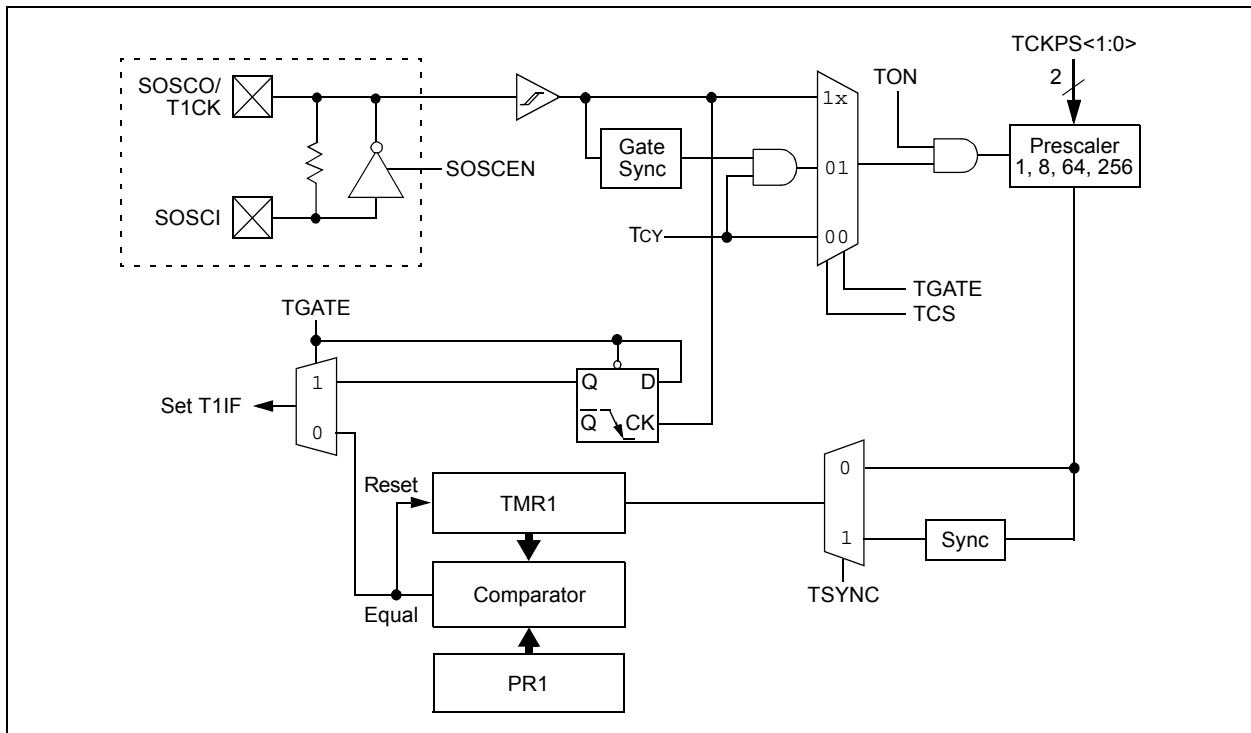 TCKPS<1:0>
2
SOSCO/
T1CK
TON
1x
Gate
Sync
Prescaler
1, 8, 64, 256
SOSCEN
01
SOSCI
TCY
00
TGATE
TCS
TGATE
1
Q
D
Set T1IF
Q
CK
0
0
Reset
TMR1
1
Sync
Comparator
TSYNC
Equal
PR1